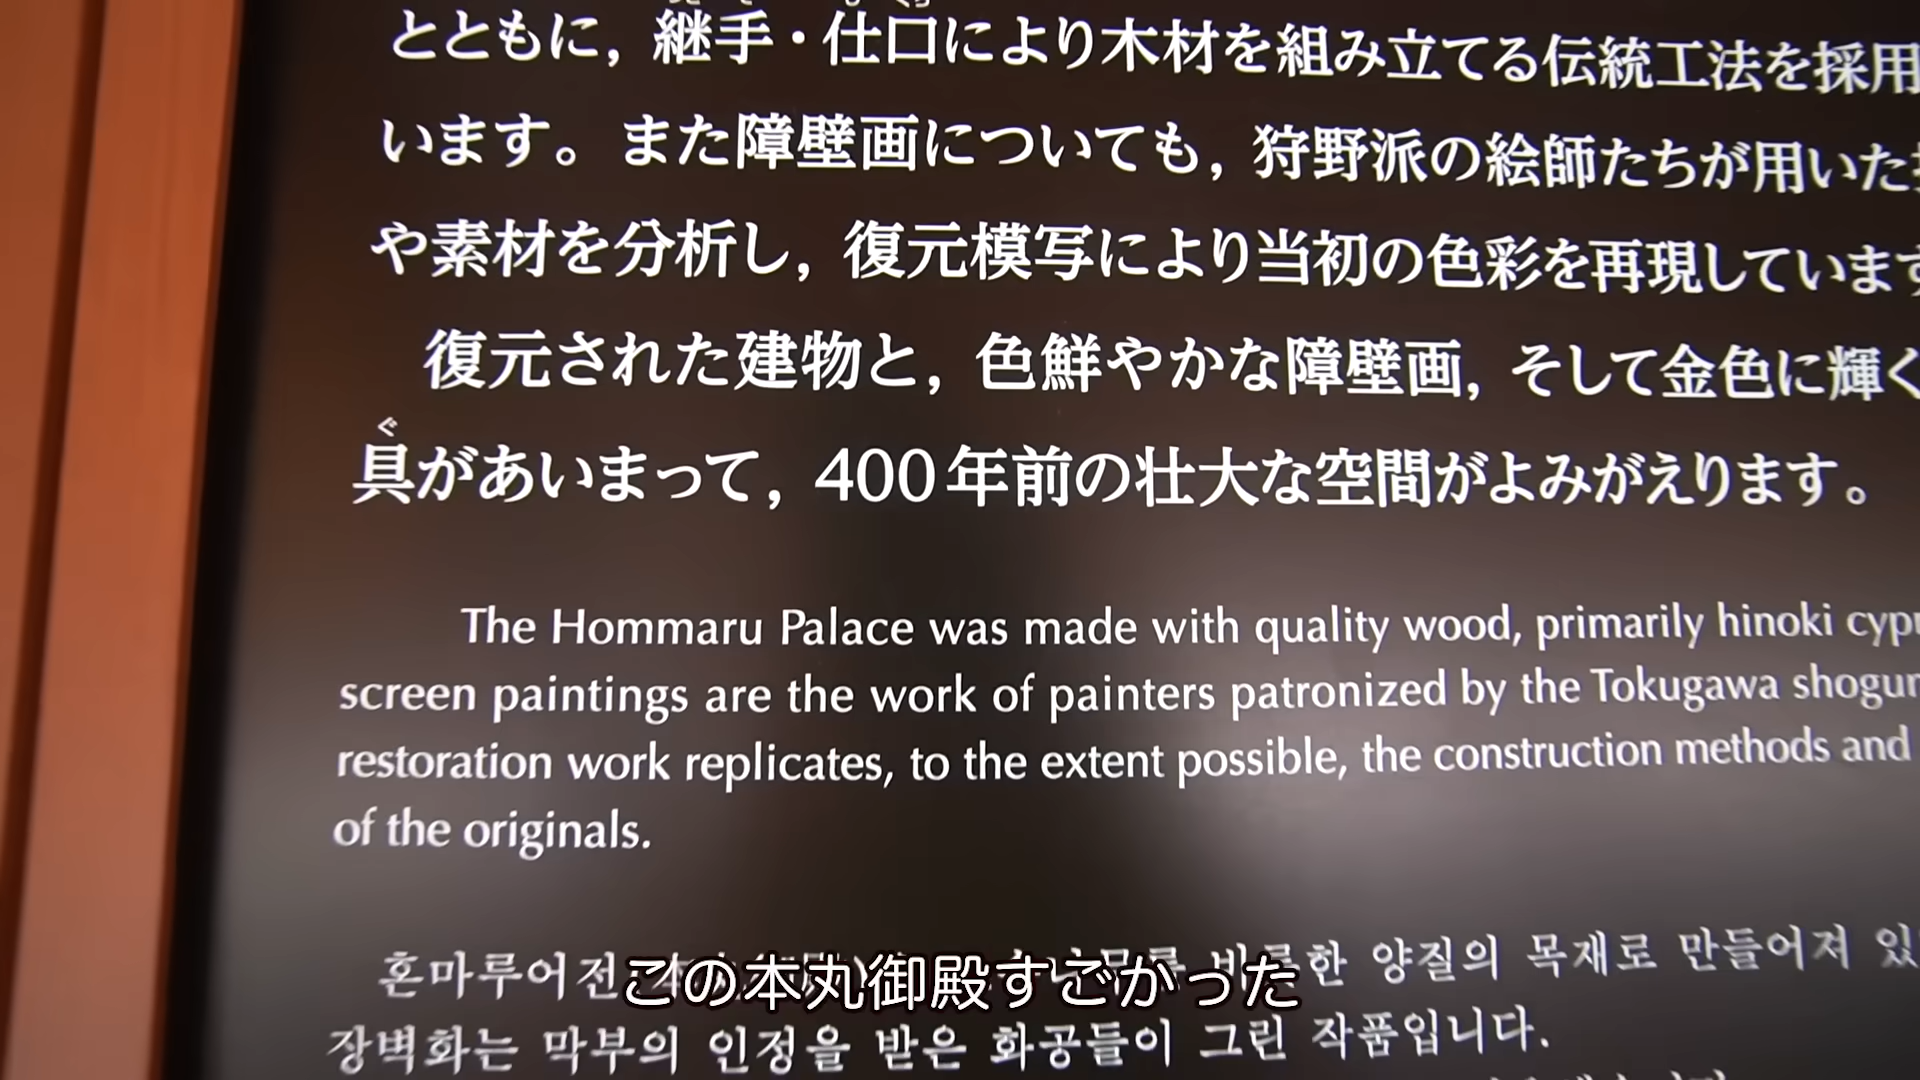 とともに，継手・仕口により木材を組み立てる伝統工法を採用
います。また障壁画についても，狩野派の絵師たちが用いた
や素材を分析し，復元模写により当初の色彩を再現しています
復元された建物と，色鮮やかな障壁画，そして金色に輝く
ぐ
具があいまって，400年前の壮大な空間がよみがえります。
The Hommaru Palace was made with quality wood, primarily hinoki
screen paintings are the work of painters patronized by the Tokugawa
restoration work replicates, to the extent possible, the construction methods and
of the originals.
혼마루어전 비롯한 양질의 목재로 만들어져
この本丸御殿すごかった
장벽화는 막부의 인정을 받은 화공들이 그린 작품입니다.